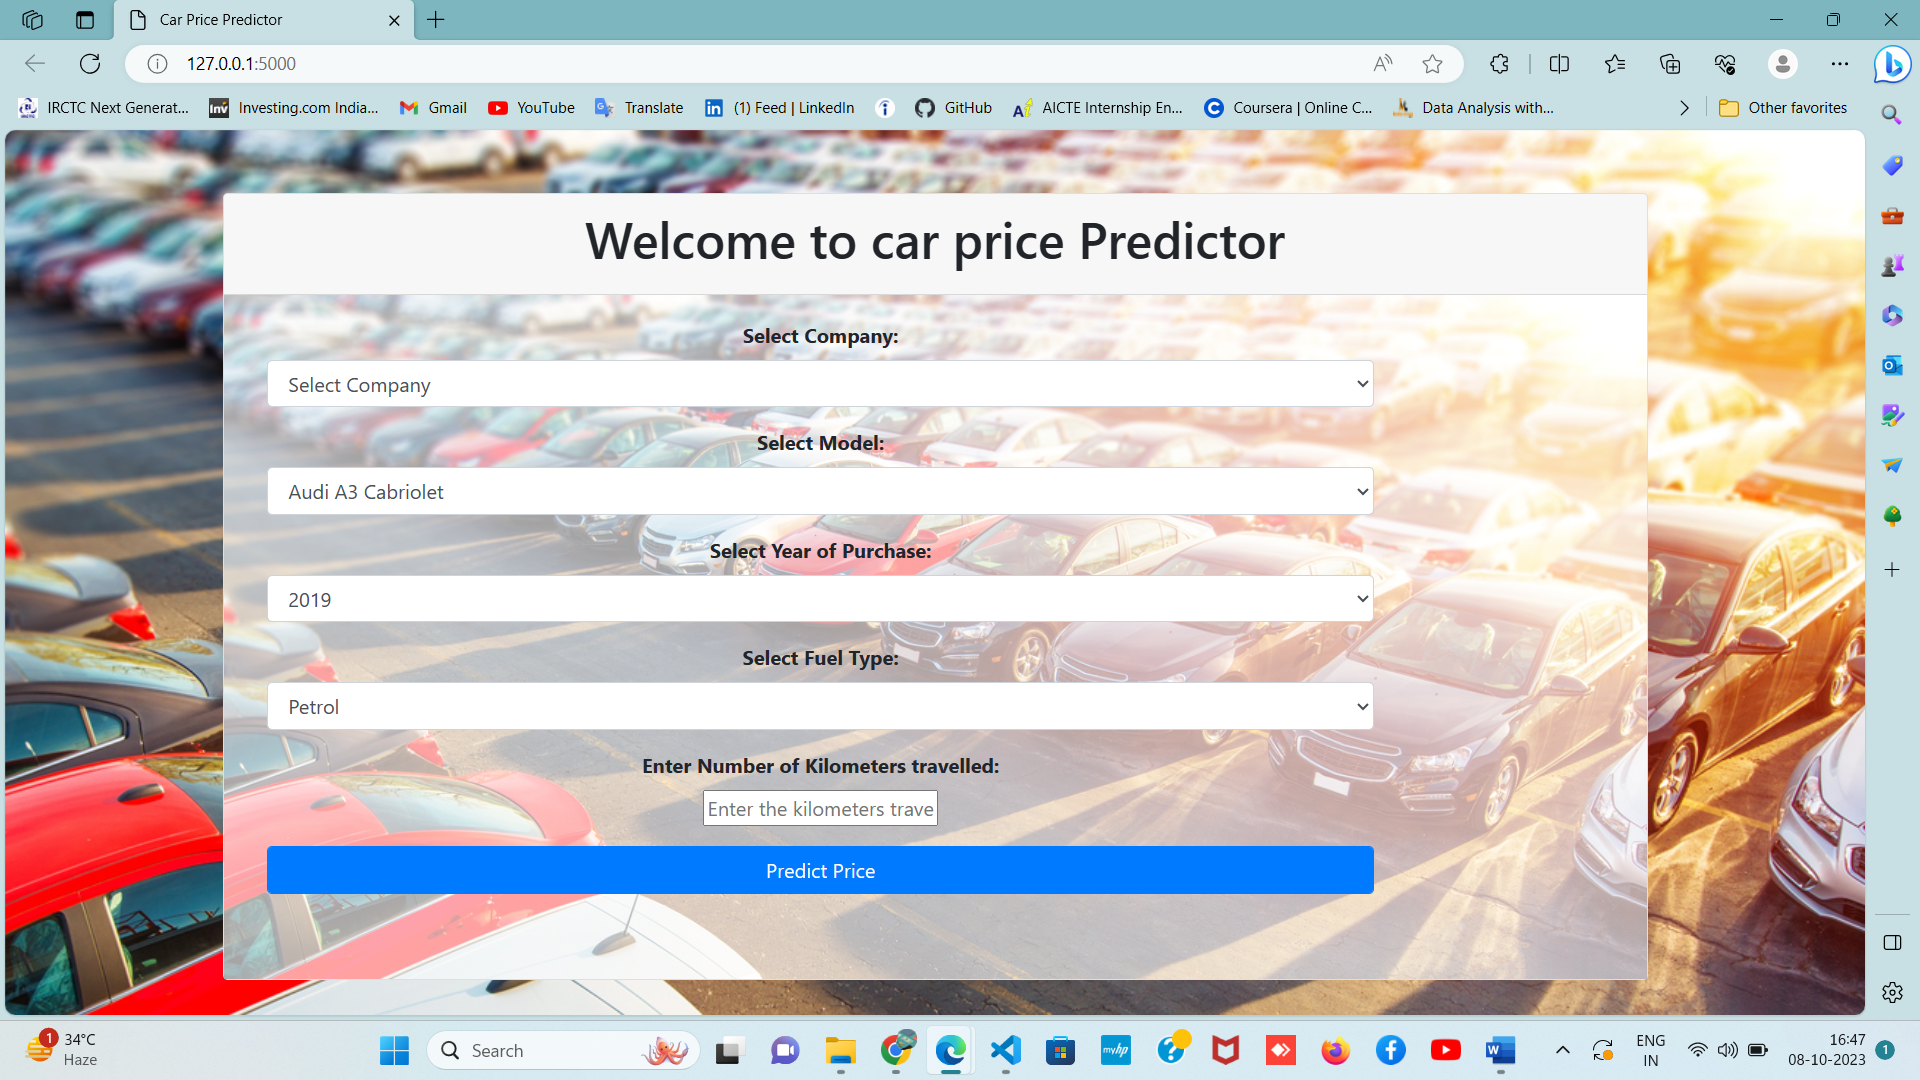 Car Price Predictor
127.0.0.1:5000
IRCTC Next Generat... Investing.com India... Gmail YouTube Translate (1) Feed | LinkedIn GitHub AICTE Internship En... Coursera | Online C... Data Analysis with... Other favorites
Welcome to car price Predictor
Select Company:
Select Company
Select Model:
Audi A3 Cabriolet
Select Year of Purchase:
2019
Select Fuel Type:
Petrol
Enter Number of Kilometers travelled:
Enter the kilometers trave
Predict Price
1 34°C
Haze
Search
ENG
IN
16:47
08-10-2023
1